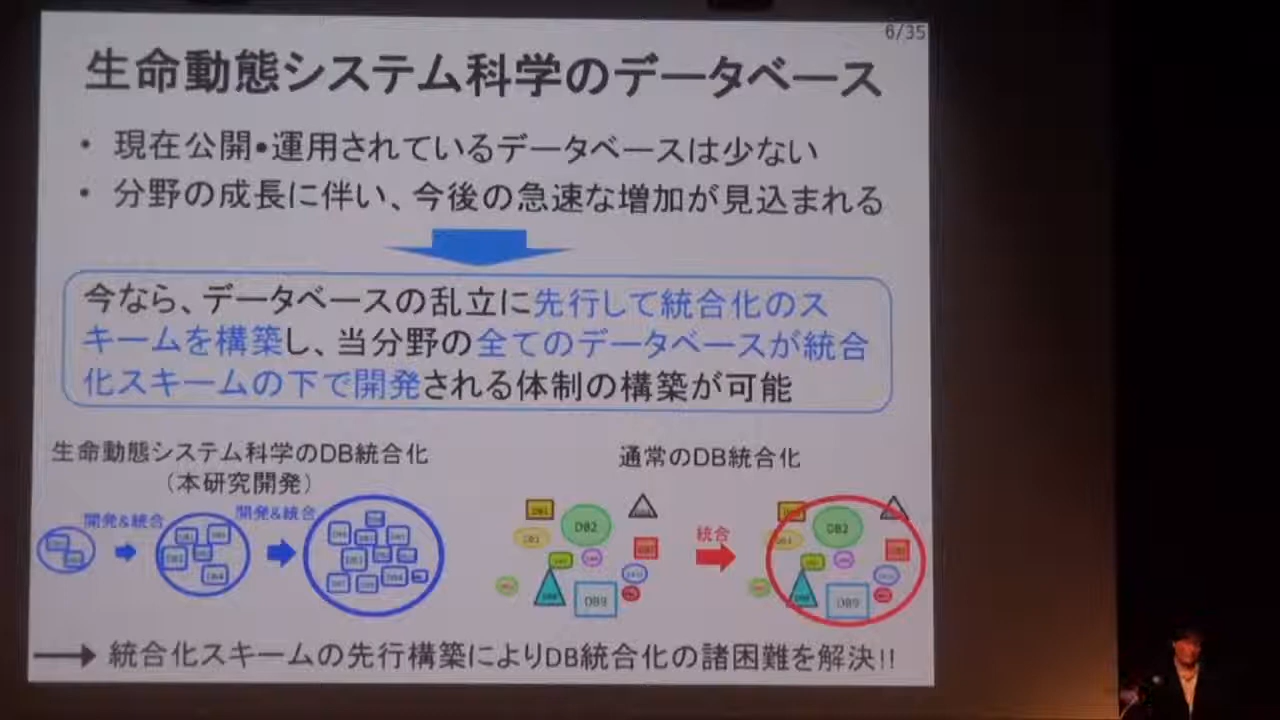 6/35
生命動態システム科学のデータベース
• 現在公開•運用されているデータベースは少ない
• 分野の成長に伴い、今後の急速な増加が見込まれる
今なら、データベースの乱立に先行して統合化のス
キームを構築し、当分野の全てのデータベースが統合
化スキームの下で開発される体制の構築が可能
生命動態システム科学のDB統合化
（本研究開発）
通常のDB統合化
開発&統合
開発&統合
統合
DB2
DB9
DB2
DB9
統合化スキームの先行構築によりDB統合化の諸困難を解決!!